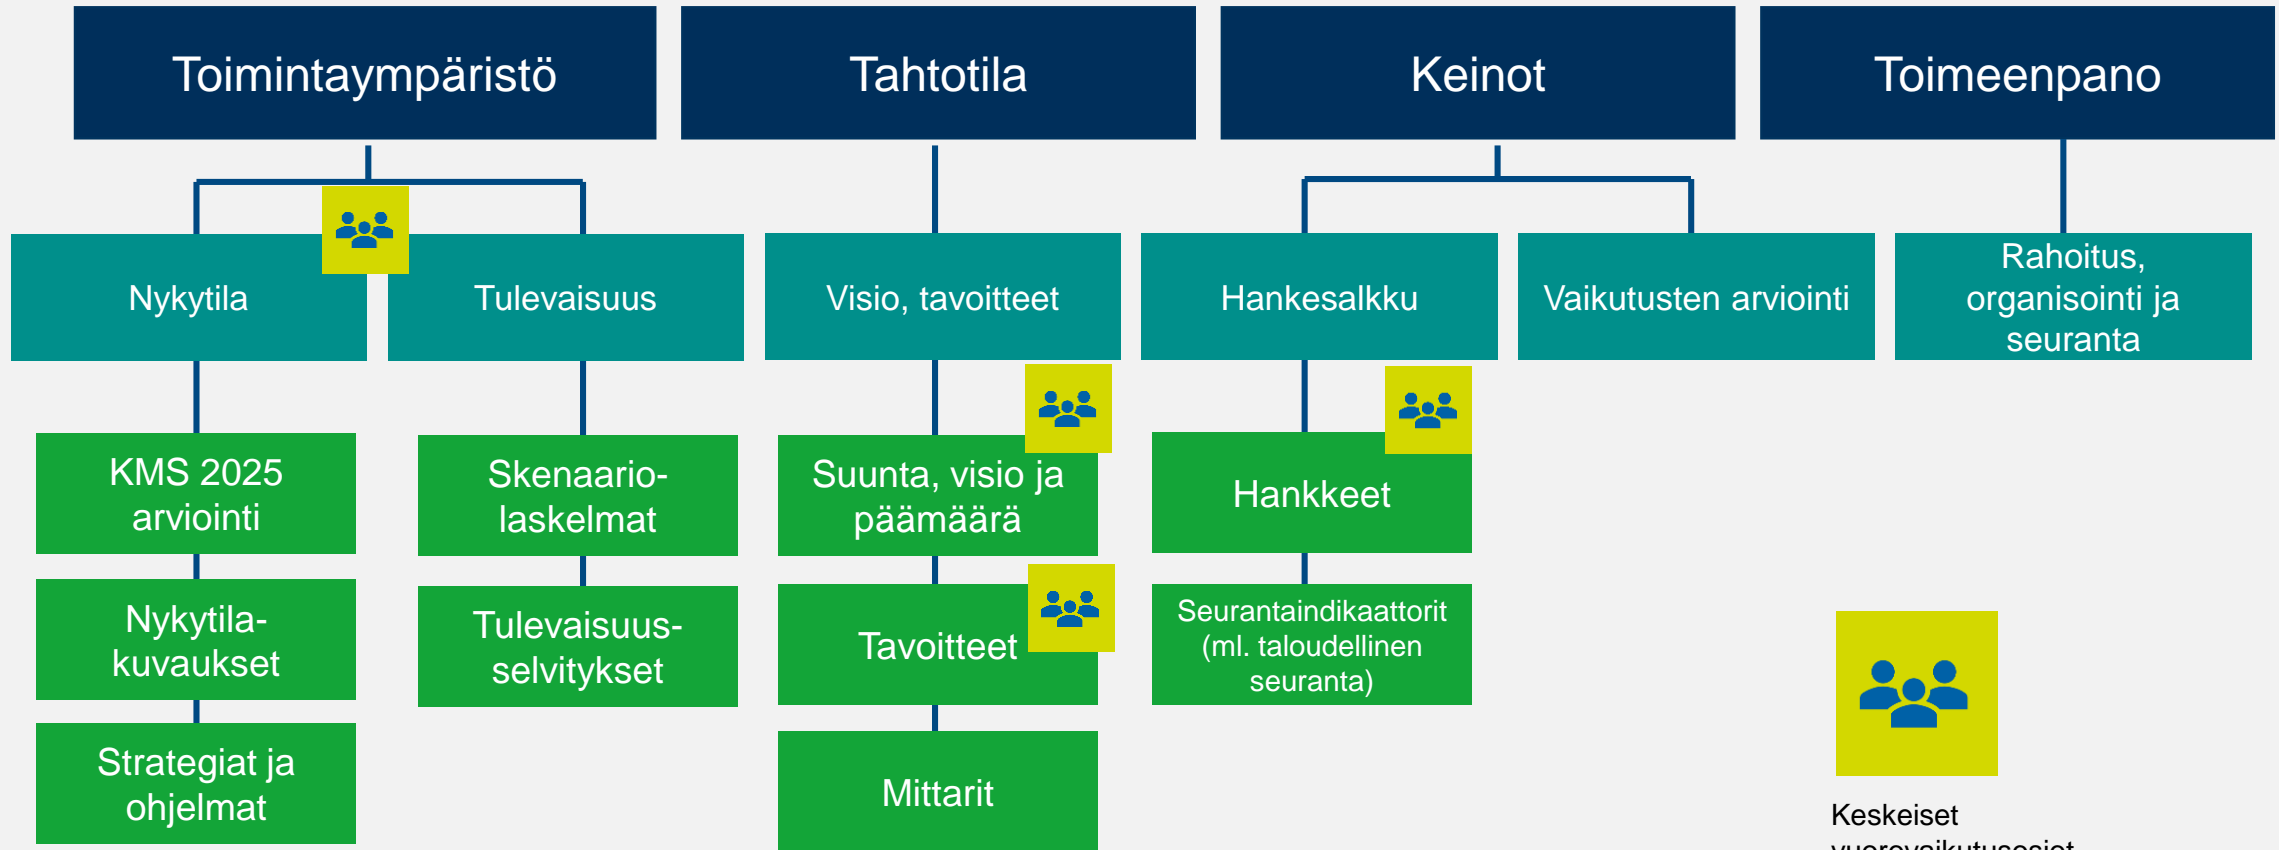 Toimintaympäristö
Tahtotila
Keinot
Toimeenpano
Nykytila
Tulevaisuus
Visio, tavoitteet
Hankesalkku
Vaikutusten arviointi
Rahoitus,
organisointi ja
seuranta
KMS 2025
arviointi
Nykytila-
kuvaukset
Strategiat ja
ohjelmat
Skenaario-
laskelmat
Tulevaisuus-
selvitykset
Suunta, visio ja
päämäärä
Tavoitteet
Mittarit
Hankkeet
Seurantaindikaattorit
(ml. taloudellinen
seuranta)
Keskeiset